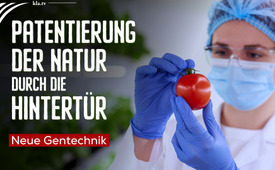 kla.tv
PATENTIERUNG
DER NATUR
DURCH DIE
HINTERTÜR
Neue Gentechnik